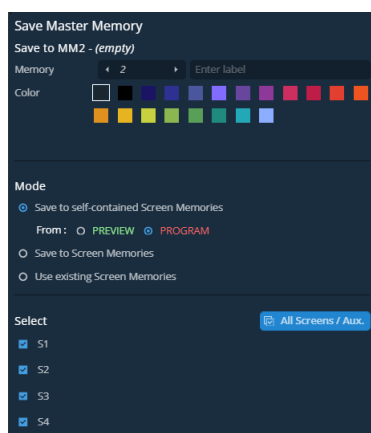 Save Master Memory
Save to MM2 - (empty)
Memory 2 Enter label
Color
Mode
Save to self-contained Screen Memories
From : PREVIEW PROGRAM
Save to Screen Memories
Use existing Screen Memories
Select All Screens / Aux.
S1
S2
S3
S4